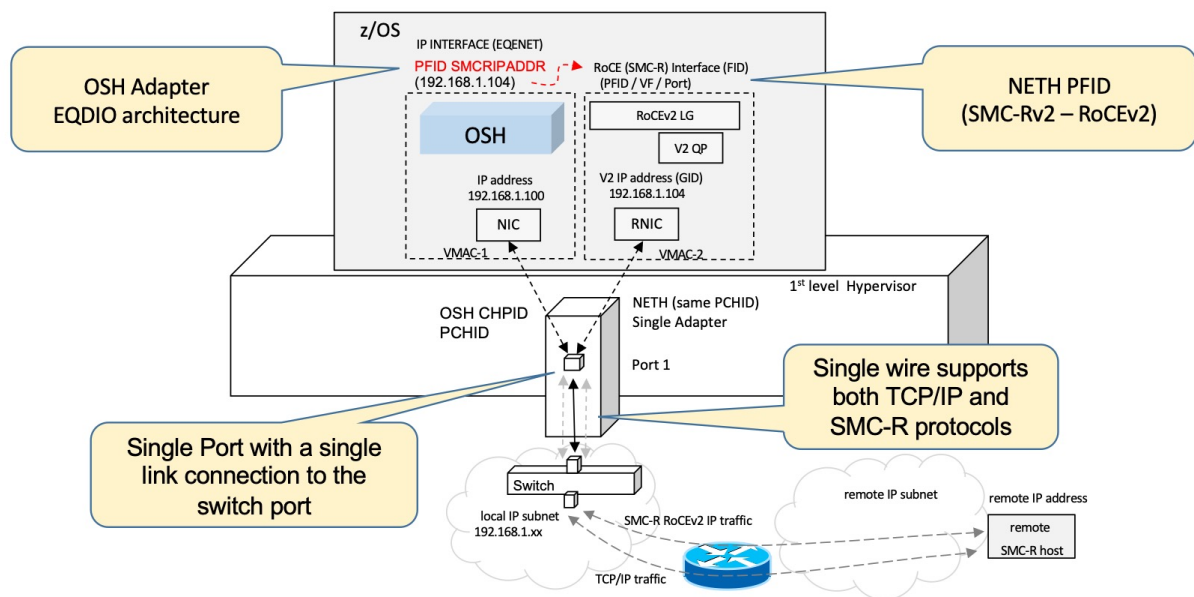 z/OS
IP INTERFACE (EQENET)
PFID SMCRIPADDR
(192.168.1.104)
RoCE (SMC-R) Interface (FID)
(PFID / VF / Port)
OSH Adapter
EQDIO architecture
NETH PFID
(SMC-Rv2 – RoCEv2)
OSH
RoCEv2 LG
V2 QP
IP address
192.168.1.100
V2 IP address (GID)
192.168.1.104
NIC
RNIC
VMAC-1
VMAC-2
1st level Hypervisor
OSH CHPID
PCHID
NETH (same PCHID)
Single Adapter
Port 1
Single wire supports
both TCP/IP and
SMC-R protocols
Single Port with a single
link connection to the
switch port
Switch
local IP subnet
192.168.1.xx
SMC-R RoCEv2 IP traffic
TCP/IP traffic
remote IP subnet
remote IP address
remote
SMC-R host